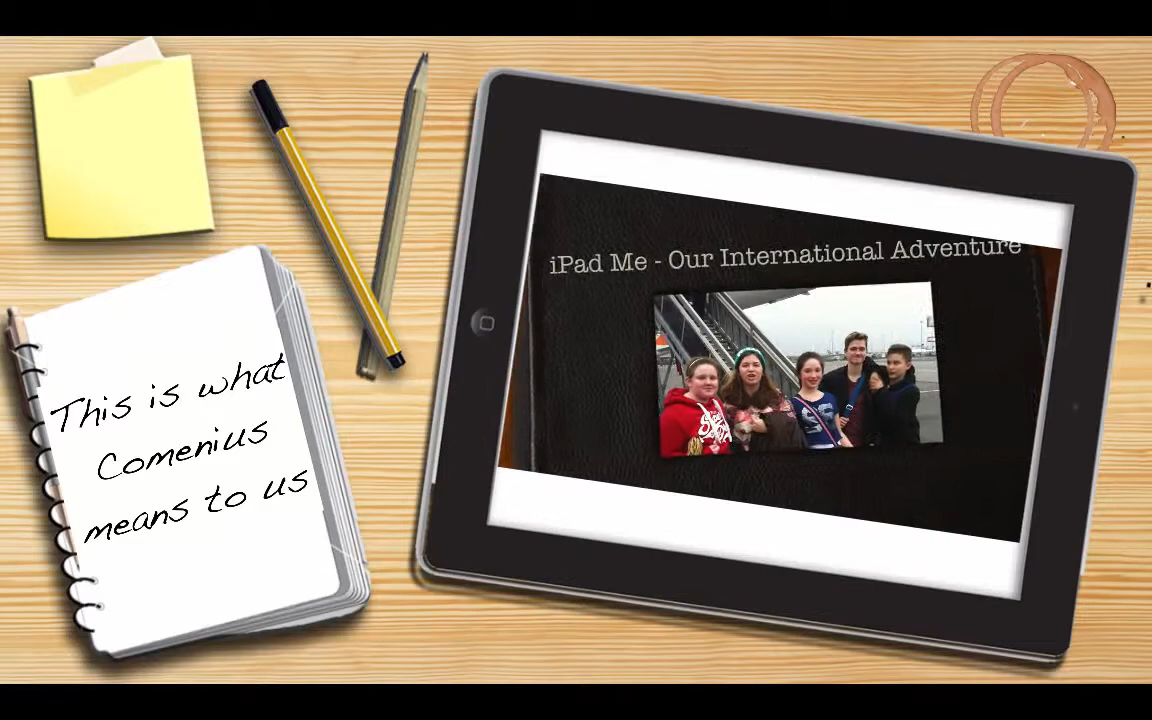 This is what
Comenius
means to us
iPad Me - Our International Adventure